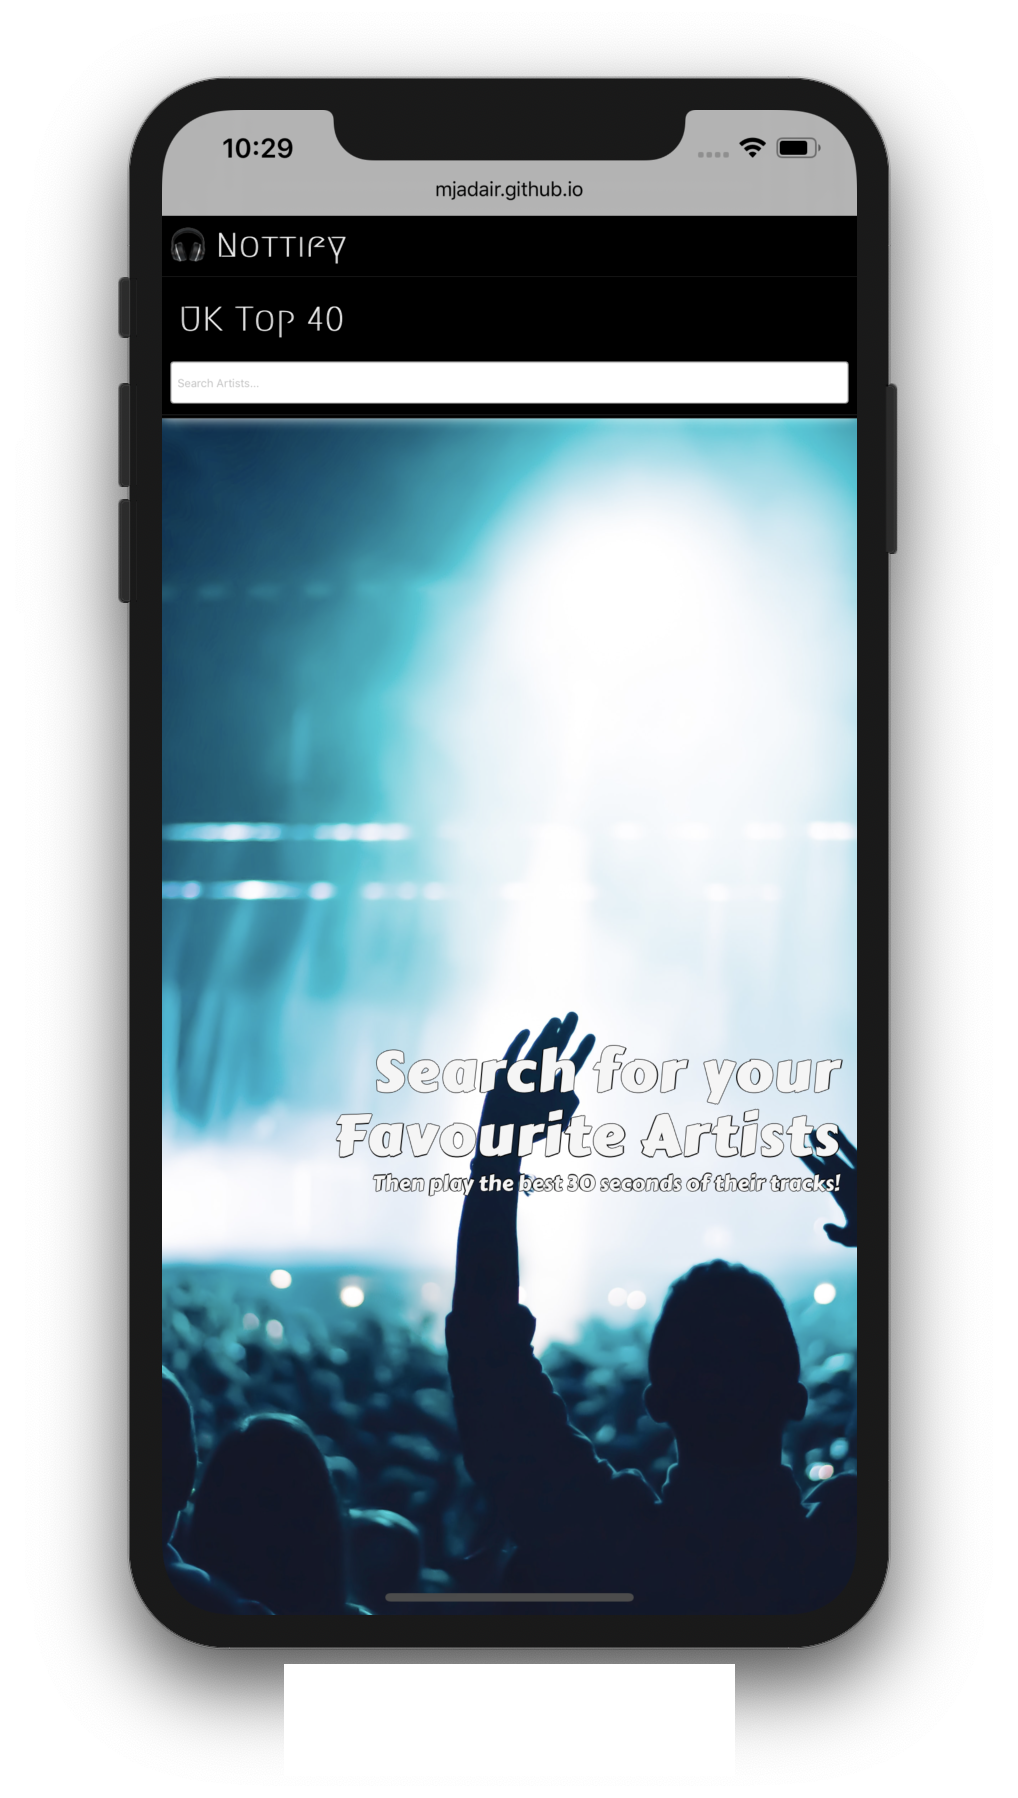 10:29
mjadair.github.io
Nottify
UK Top 40
Search Artists...
Search for your
Favourite Artists
Then play the best 30 seconds of their tracks!